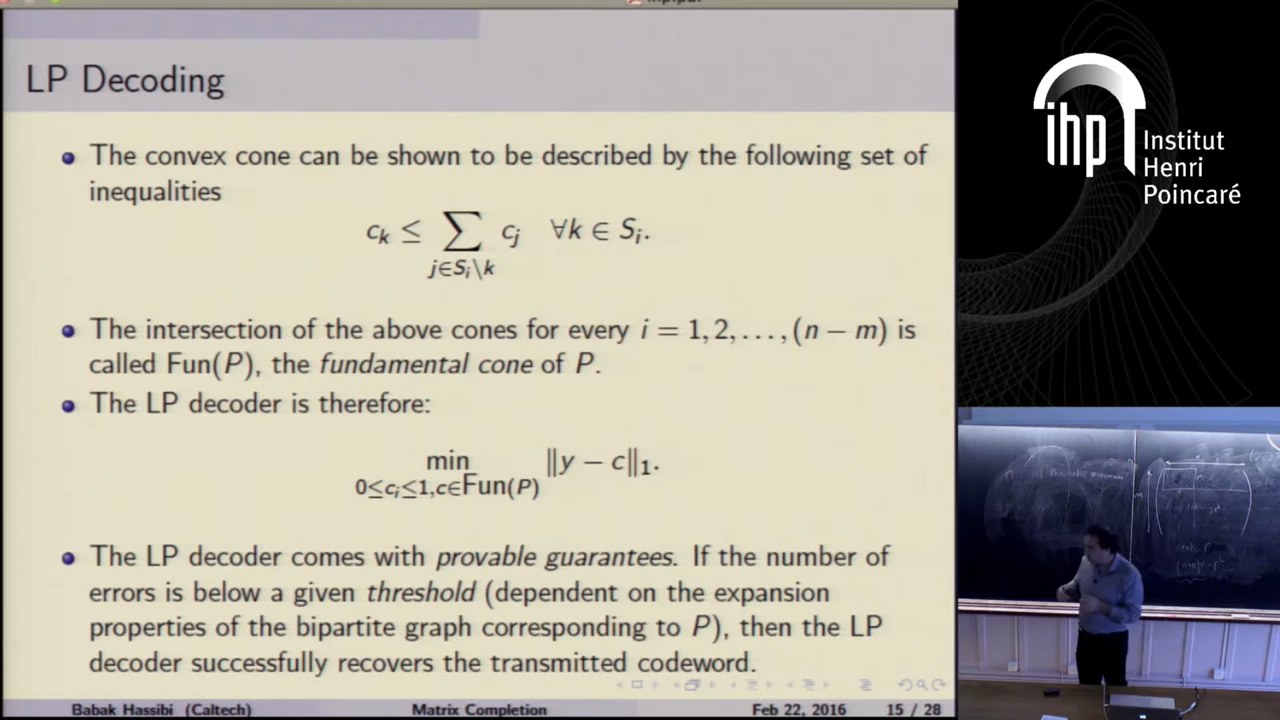 LP Decoding
The convex cone can be shown to be described by the following set of
inequalities
c_k ≤ ∑_{j∈S_i\k} c_j ∀k ∈ S_i.
The intersection of the above cones for every i = 1, 2, . . . , (n − m) is
called Fun(P), the fundamental cone of P.
The LP decoder is therefore:
min_{0≤c_i≤1, c∈Fun(P)} ‖y − c‖_1.
The LP decoder comes with provable guarantees. If the number of
errors is below a given threshold (dependent on the expansion
properties of the bipartite graph corresponding to P), then the LP
decoder successfully recovers the transmitted codeword.
Babak Hassibi (Caltech) Matrix Completion Feb 22, 2016 15 / 28
ihp Institut
Henri
Poincaré